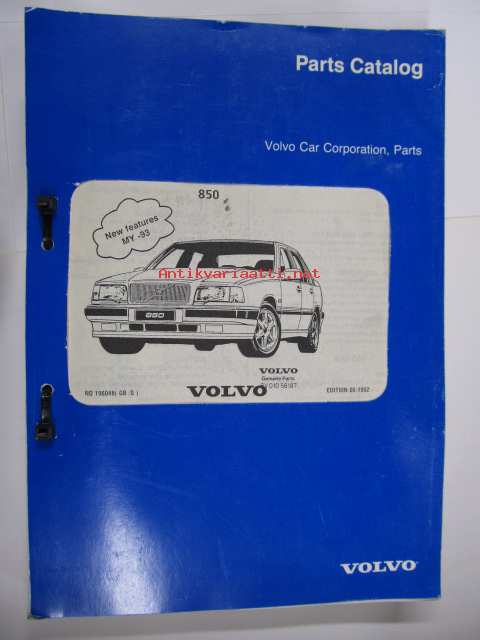 Parts Catalog
Volvo Car Corporation, Parts
850
New features
MY -93
Antikvariaatti.net
850
VOLVO
Genuine Parts
VOLVO
EDITION 06-1992
VOLVO